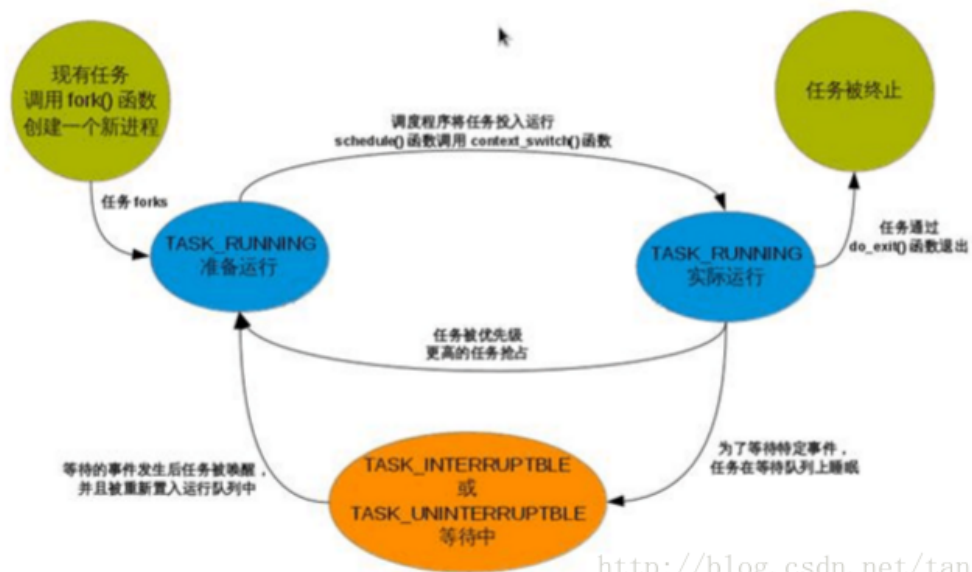 现有任务
调用 fork() 函数
创建一个新进程
任务被终止
调度程序将任务投入运行
schedule() 函数调用 context_switch() 函数
任务 forks
TASK_RUNNING
准备运行
TASK_RUNNING
实际运行
任务通过
do_exit() 函数退出
任务被优先级
更高的任务抢占
为了等待特定事件，
任务在等待队列上睡眠
等待的事件发生后任务被唤醒，
并且被重新置入运行队列中
TASK_INTERRUPTBLE
或
TASK_UNINTERRUPTBLE
等待中
http://blog.csdn.net/tan